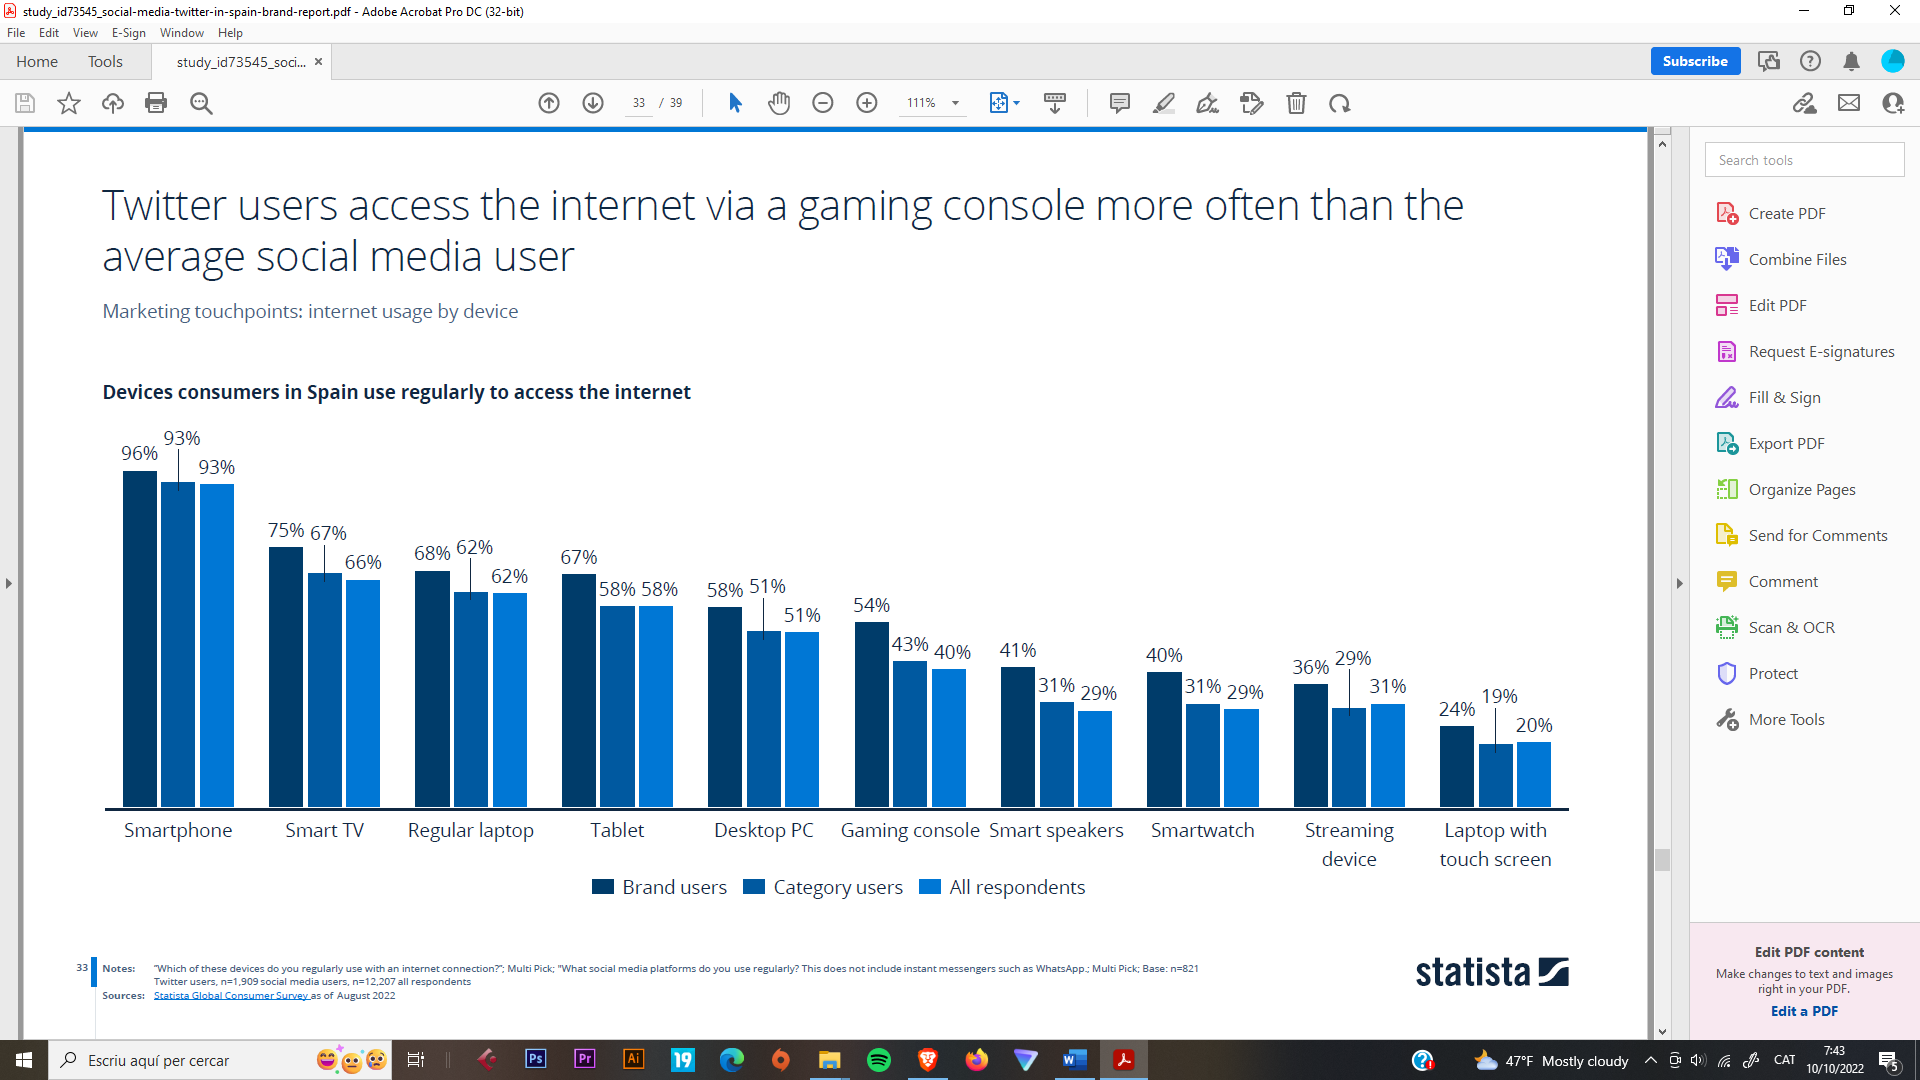 study_id73545_social-media-twitter-in-spain-brand-report.pdf - Adobe Acrobat Pro DC (32-bit)
File Edit View E-Sign Window Help
Home Tools study_id73545_soci... ×
Subscribe
33 / 39 111%
Twitter users access the internet via a gaming console more often than the
average social media user
Marketing touchpoints: internet usage by device
Devices consumers in Spain use regularly to access the internet
96% 93% 93%
75% 67% 66%
68% 62% 62%
67% 58% 58%
58% 51% 51%
54% 43% 40%
41% 31% 29%
40% 31% 29%
36% 29% 31%
24% 19% 20%
Smartphone
Smart TV
Regular laptop
Tablet
Desktop PC
Gaming console
Smart speakers
Smartwatch
Streaming
device
Laptop with
touch screen
Brand users Category users All respondents
33
Notes: "Which of these devices do you regularly use with an internet connection?"; Multi Pick; "What social media platforms do you use regularly? This does not include instant messengers such as WhatsApp.; Multi Pick; Base: n=821
Twitter users, n=1,909 social media users, n=12,207 all respondents
Sources: Statista Global Consumer Survey as of August 2022
statista
Search tools
Create PDF
Combine Files
Edit PDF
Request E-signatures
Fill & Sign
Export PDF
Organize Pages
Send for Comments
Comment
Scan & OCR
Protect
More Tools
Edit PDF content
Make changes to text and images
right in your PDF.
Edit a PDF
Escriu aquí per cercar
Ps
Pr
Ai
19
W
47°F Mostly cloudy
CAT
7:43
10/10/2022
5